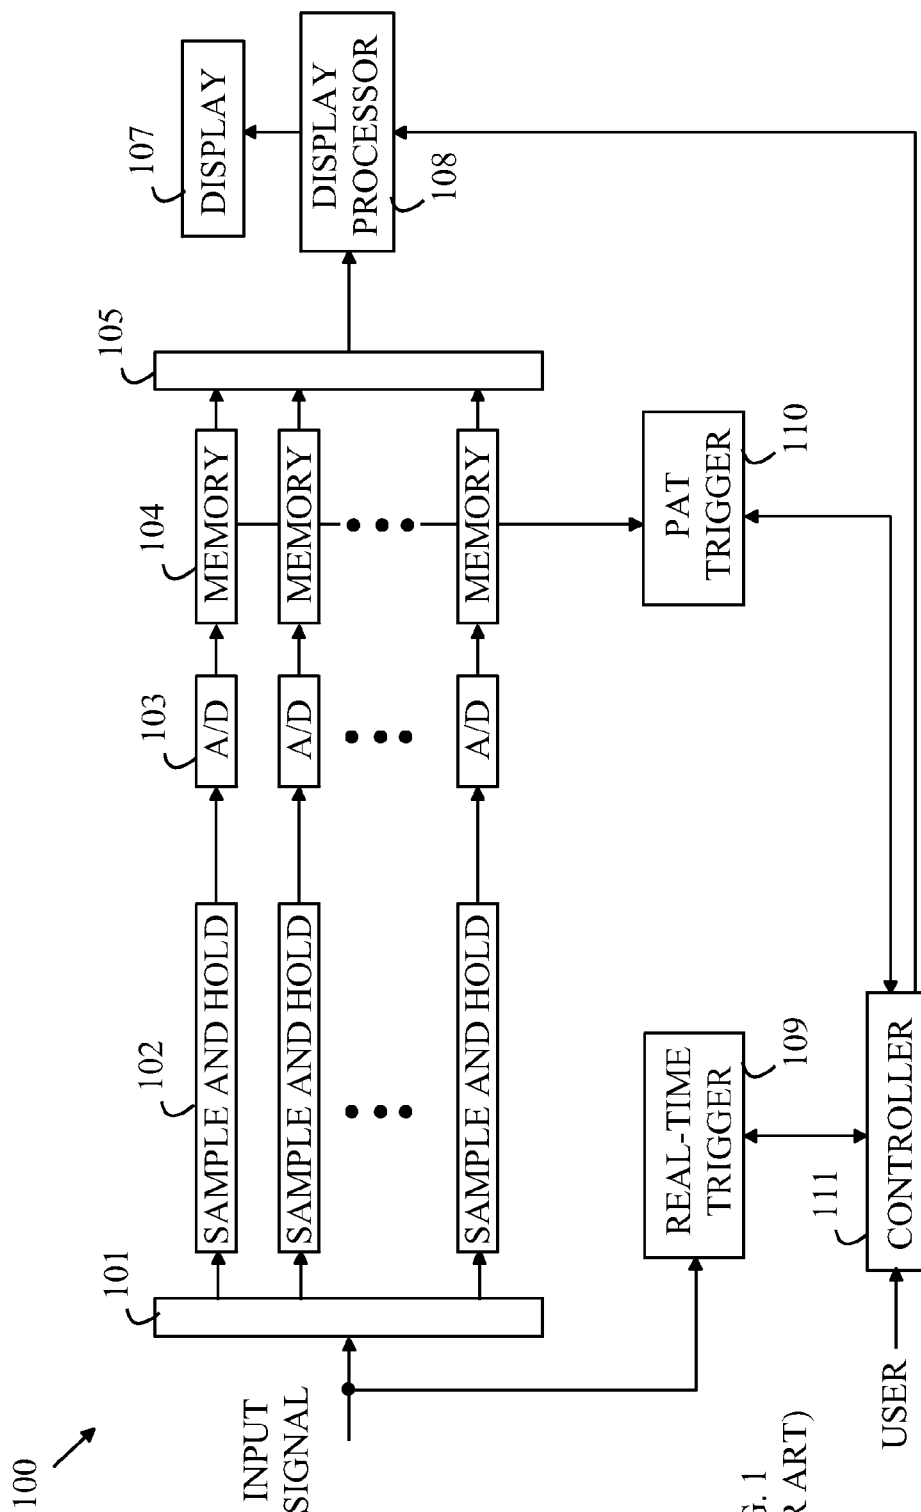 100
101
102
103
104
105
107
INPUT
SIGNAL
SAMPLE AND HOLD
A/D
MEMORY
DISPLAY
SAMPLE AND HOLD
A/D
MEMORY
DISPLAY
PROCESSOR
108
SAMPLE AND HOLD
A/D
MEMORY
REAL-TIME
TRIGGER
109
PAT
TRIGGER
110
111
USER
CONTROLLER
1
ART)